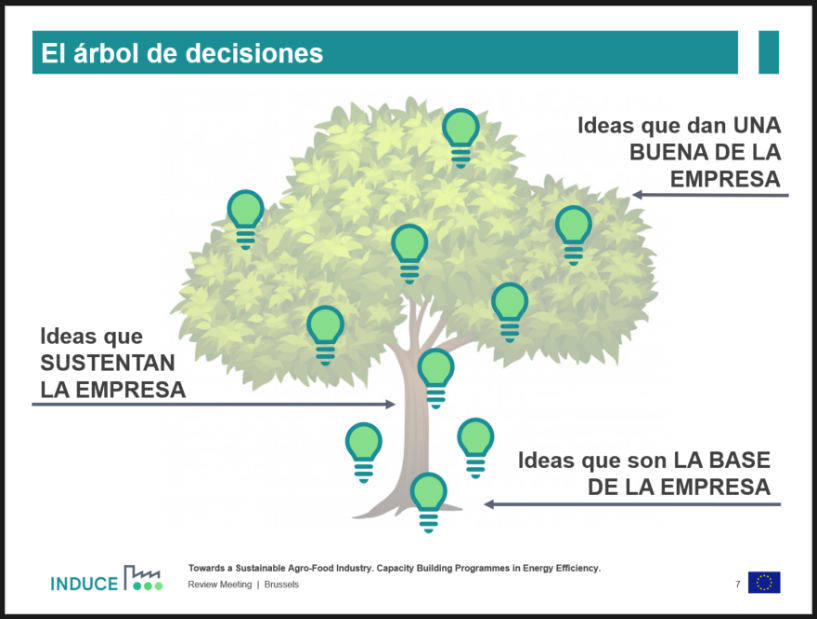 El árbol de decisiones
Ideas que dan UNA
BUENA DE LA
EMPRESA
Ideas que
SUSTENTAN
LA EMPRESA
Ideas que son LA BASE
DE LA EMPRESA
INDUCE
Towards a Sustainable Agro-Food Industry. Capacity Building Programmes in Energy Efficiency.
Review Meeting | Brussels
7